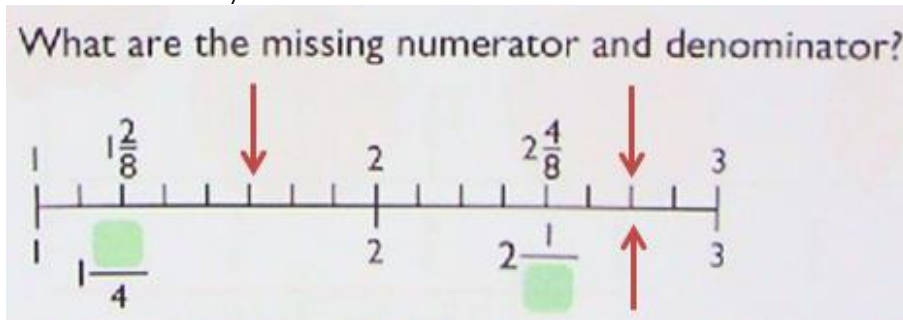 What are the missing numerator and denominator?
1 1 2/8 2 2 4/8 3
1 1 /4 2 2 1/ 3